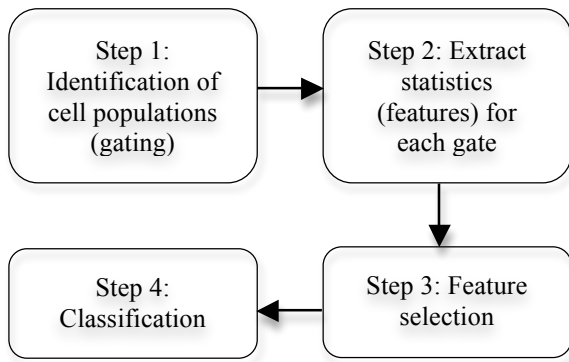 Step 1:
Identification of
cell populations
(gating)
Step 2: Extract
statistics
(features) for
each gate
Step 3: Feature
selection
Step 4:
Classification